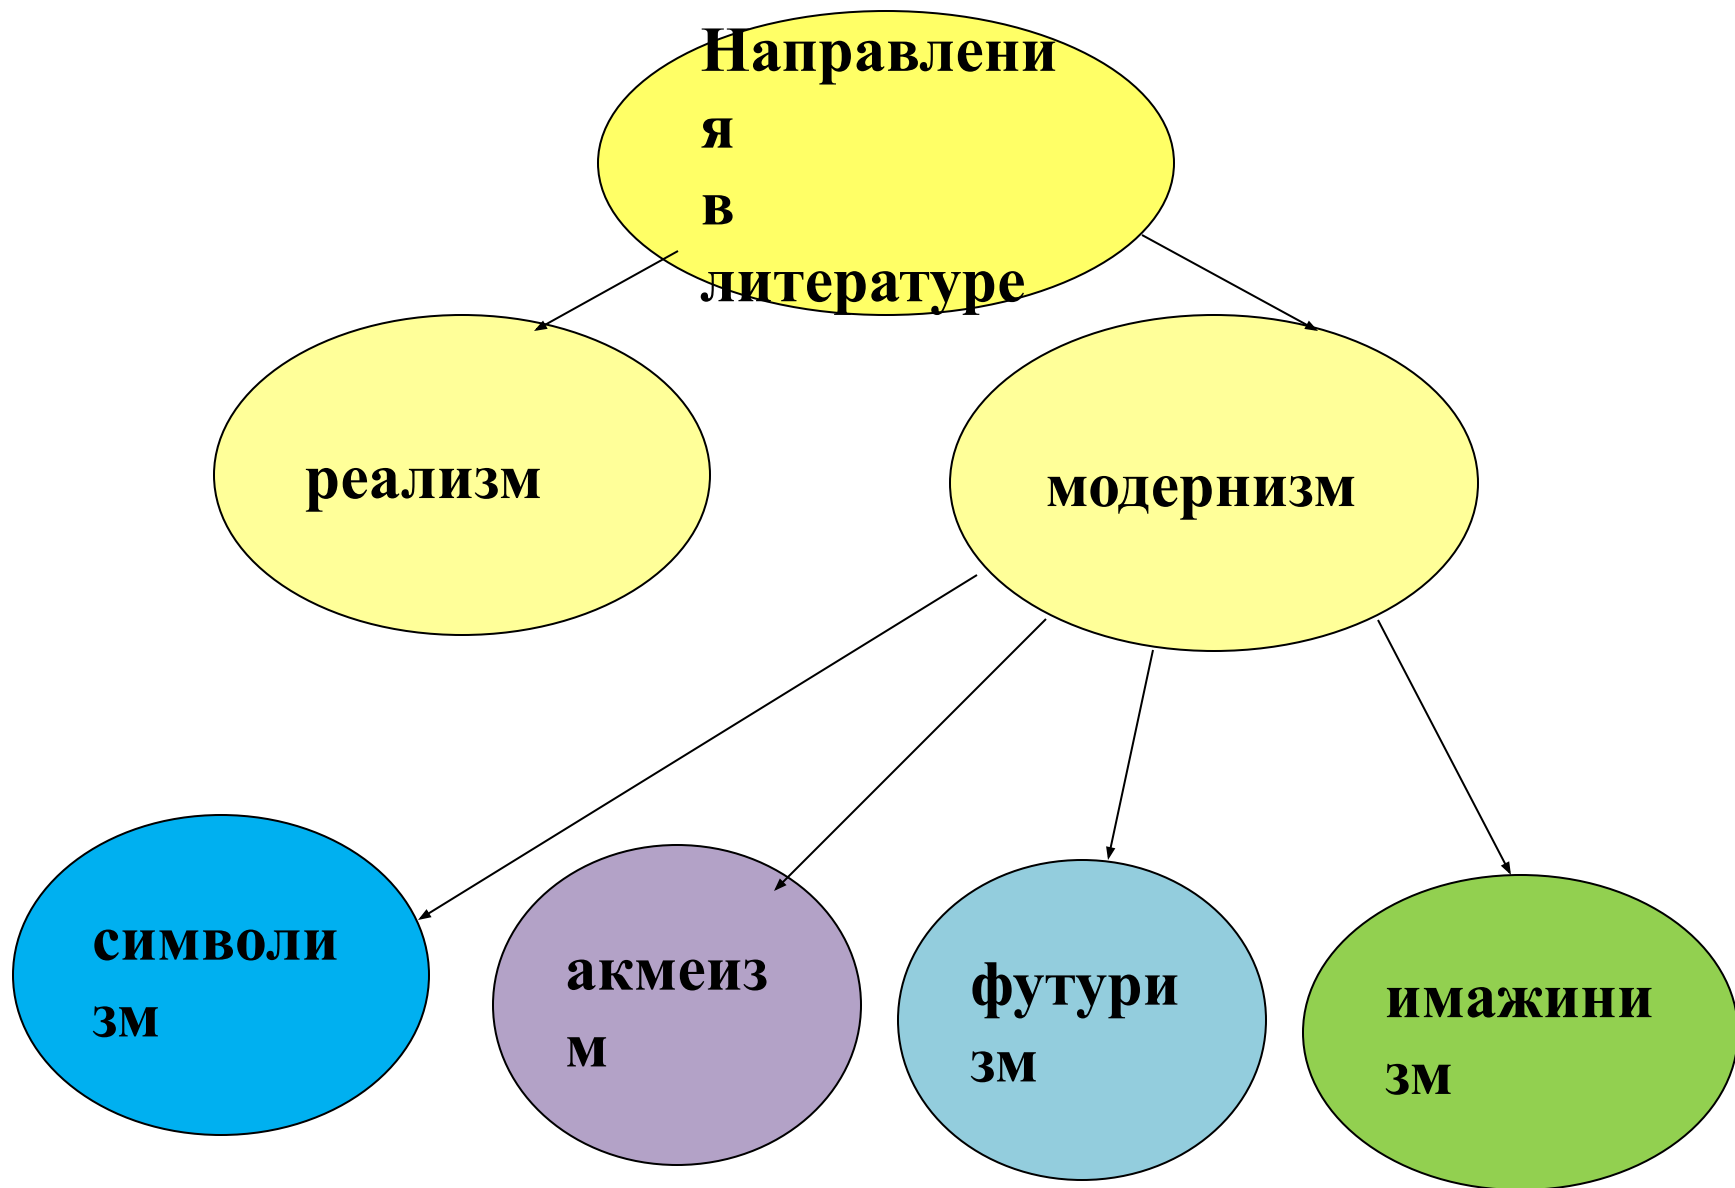 Направлени
я
в
литературе
реализм
модернизм
символи
зм
акмеиз
м
футури
зм
имажини
зм